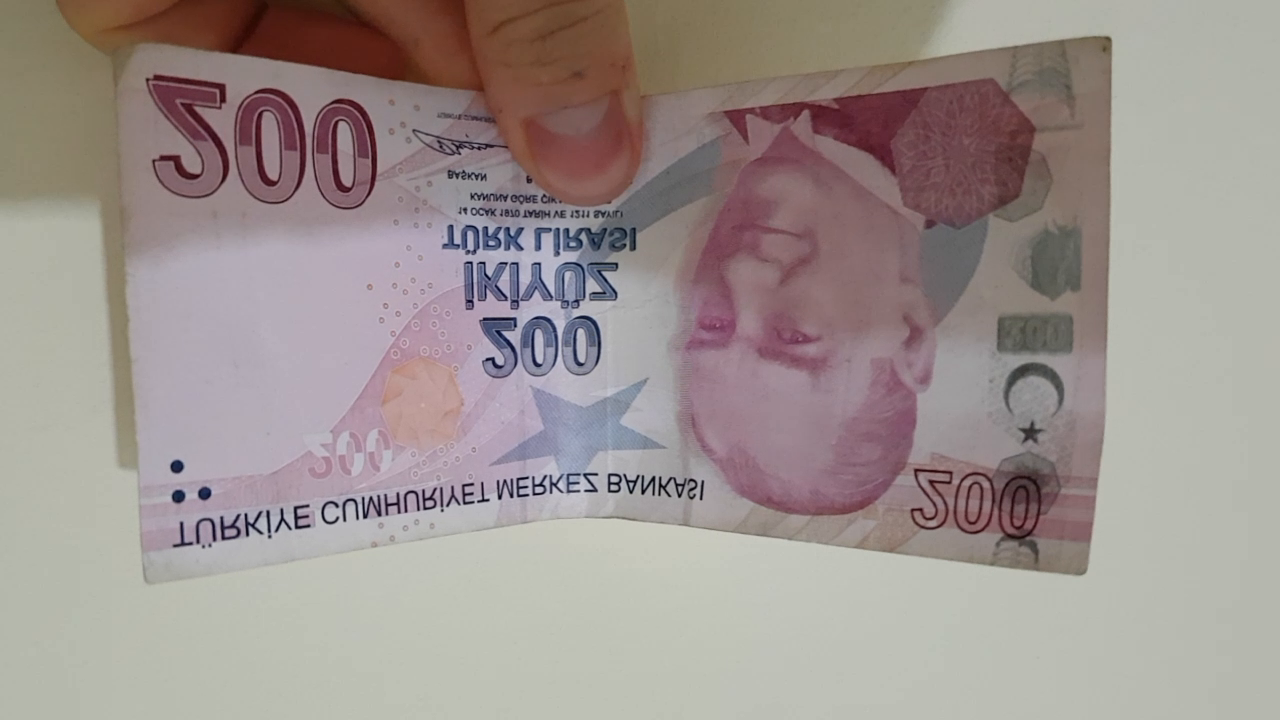 TÜRKİYE CUMHURİYET MERKEZ BANKASI
200
200
200
İKİYÜZ
TÜRK LİRASI
14 OCAK 1970 TARİH VE 1211 SAYILI
KANUNA GÖRE
BAŞKAN
200
200